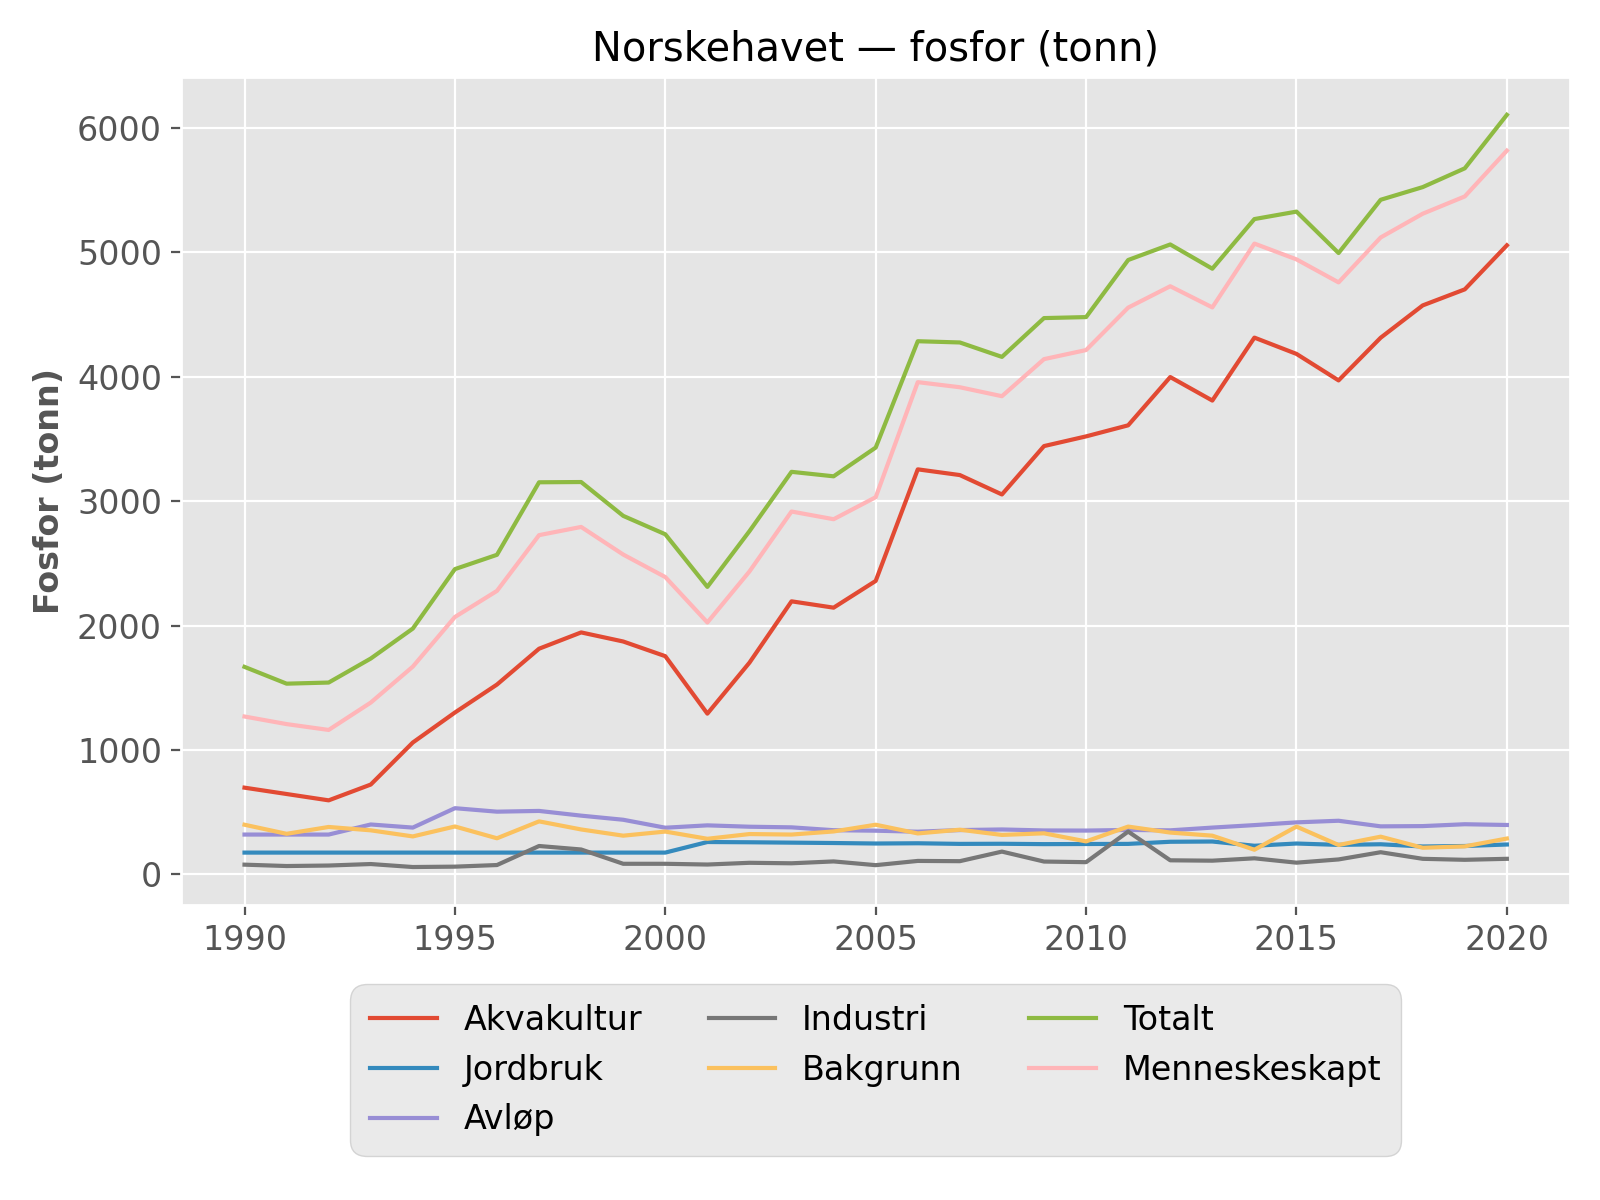 Norskehavet — fosfor (tonn)
Fosfor (tonn)
6000
5000
4000
3000
2000
1000
0
1990 1995 2000 2005 2010 2015 2020
Akvakultur Industri Totalt
Jordbruk Bakgrunn Menneskeskapt
Avløp